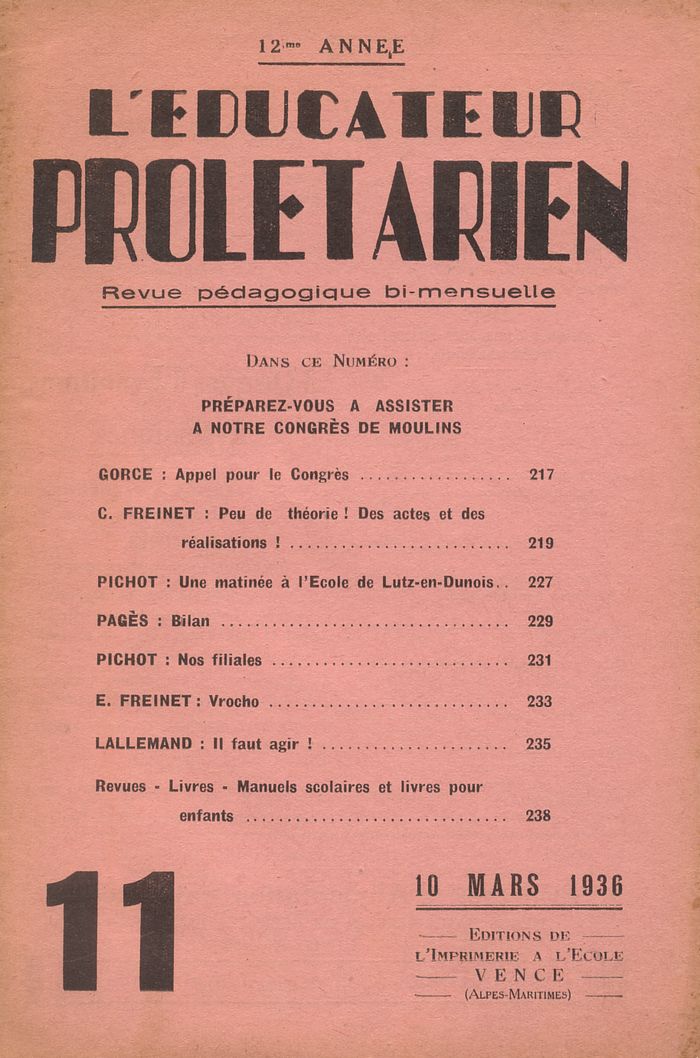 12me ANNEE
L'EDUCATEUR
PROLETARIEN
Revue pédagogique bi-mensuelle
DANS CE NUMÉRO :
PRÉPAREZ-VOUS A ASSISTER
A NOTRE CONGRÈS DE MOULINS
GORCE : Appel pour le Congrès .................. 217
C. FREINET : Peu de théorie ! Des actes et des
réalisations ! .......................... 219
PICHOT : Une matinée à l'Ecole de Lutz-en-Dunois.. 227
PAGÈS : Bilan .................................. 229
PICHOT : Nos filiales ............................ 231
E. FREINET : Vrocho ............................. 233
LALLEMAND : Il faut agir ! ...................... 235
Revues - Livres - Manuels scolaires et livres pour
enfants ............................... 238
11
10 MARS 1936
EDITIONS DE
L'IMPRIMERIE A L'ECOLE
VENCE
(ALPES-MARITIMES)